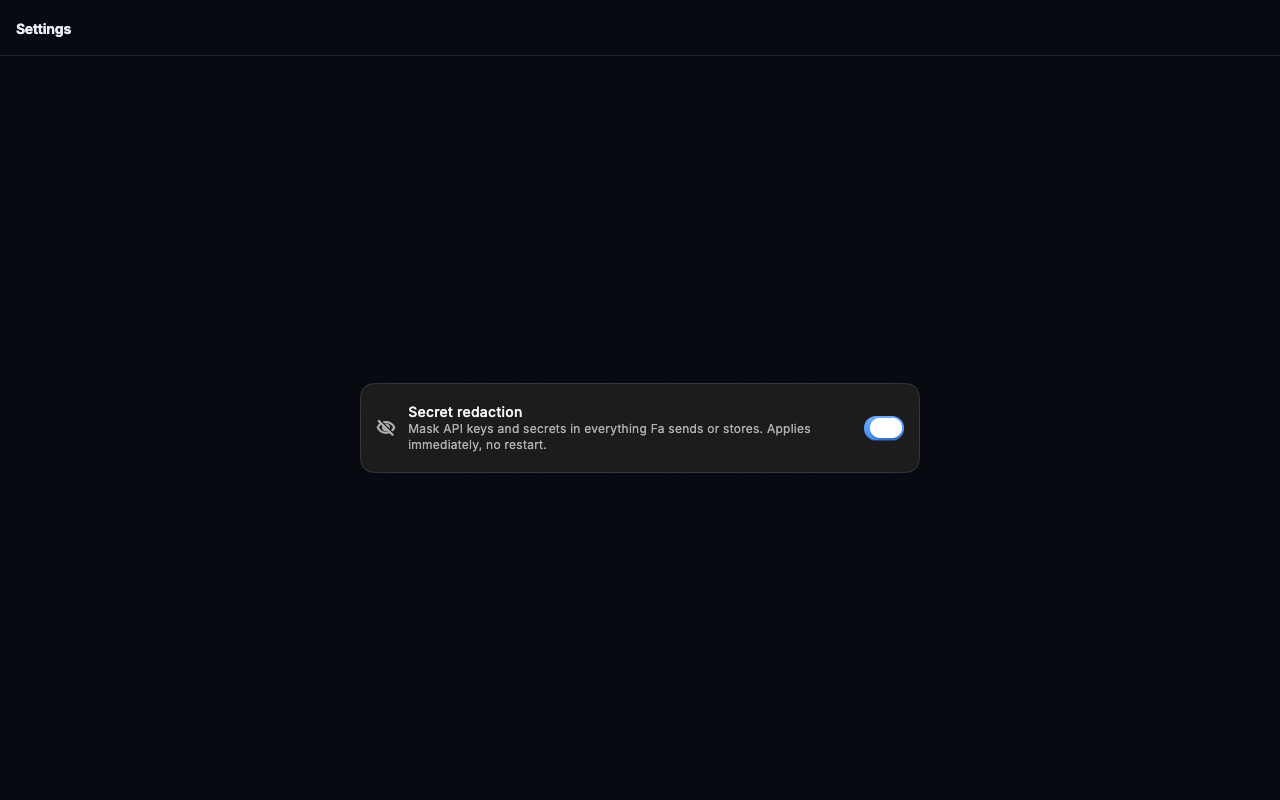 Settings
Secret redaction
Mask API keys and secrets in everything Fa sends or stores. Applies
immediately, no restart.